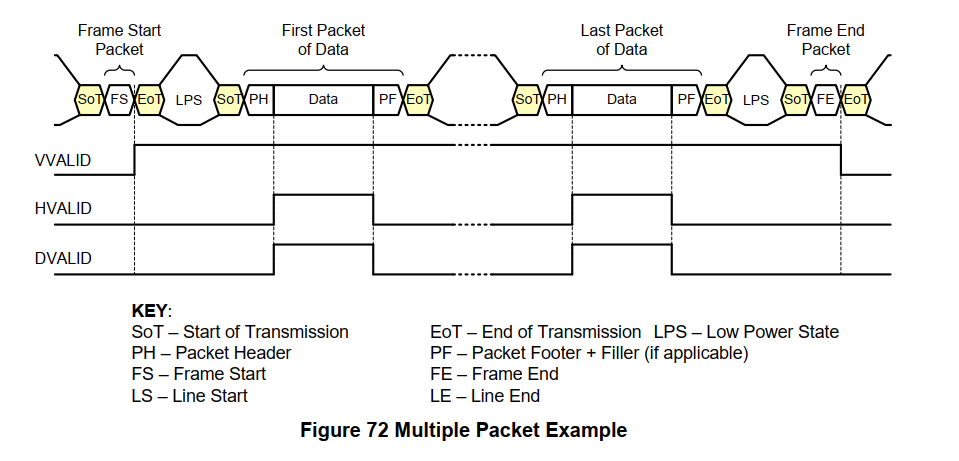 Frame Start
Packet
First Packet
of Data
Last Packet
of Data
Frame End
Packet
SoT FS EoT LPS SoT PH Data PF EoT SoT PH Data PF EoT LPS SoT FE EoT
VVALID
HVALID
DVALID
KEY:
SoT – Start of Transmission EoT – End of Transmission LPS – Low Power State
PH – Packet Header PF – Packet Footer + Filler (if applicable)
FS – Frame Start FE – Frame End
LS – Line Start LE – Line End
Figure 72 Multiple Packet Example